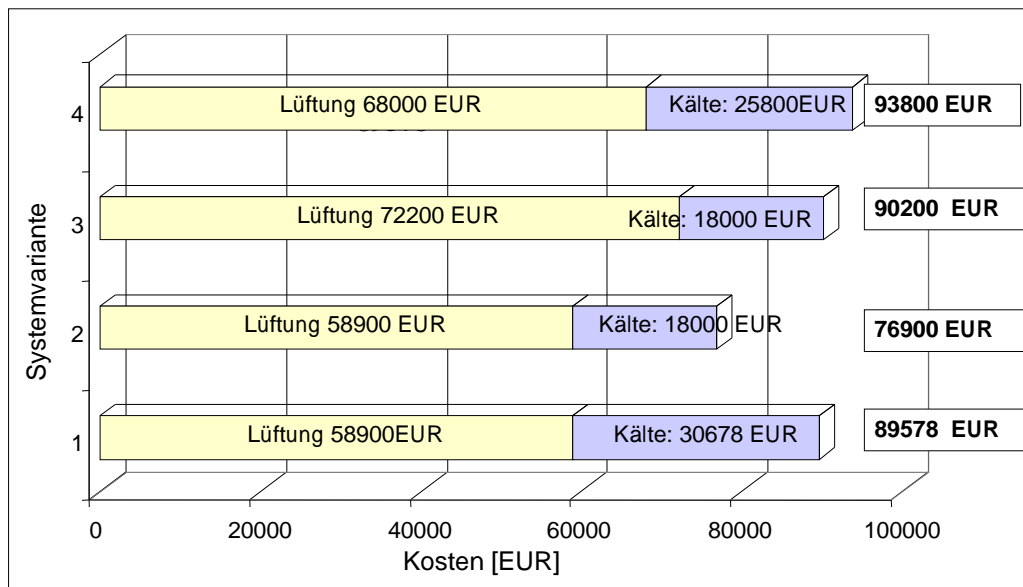 4
Lüftung 68000 EUR
Kälte: 25800EUR
93800 EUR
3
Lüftung 72200 EUR
Kälte: 18000 EUR
90200 EUR
2
Lüftung 58900 EUR
Kälte: 18000 EUR
76900 EUR
1
Lüftung 58900EUR
Kälte: 30678 EUR
89578 EUR
Systemvariante
0 20000 40000 60000 80000 100000
Kosten [EUR]